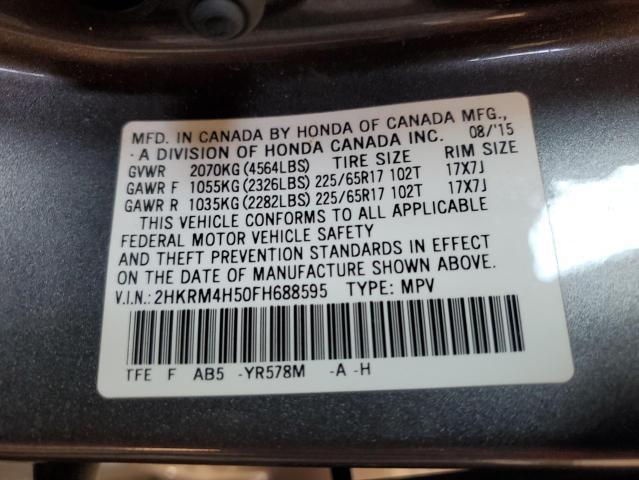 MFD. IN CANADA BY HONDA OF CANADA MFG.,
A DIVISION OF HONDA CANADA INC. 08/'15
GVWR 2070KG (4564LBS) TIRE SIZE RIM SIZE
GAWR F 1055KG (2326LBS) 225/65R17 102T 17X7J
GAWR R 1035KG (2282LBS) 225/65R17 102T 17X7J
THIS VEHICLE CONFORMS TO ALL APPLICABLE
FEDERAL MOTOR VEHICLE SAFETY
AND THEFT PREVENTION STANDARDS IN EFFECT
ON THE DATE OF MANUFACTURE SHOWN ABOVE.
V.I.N.: 2HKRM4H50FH688595 TYPE: MPV
TFE F AB5 -YR578M -A -H